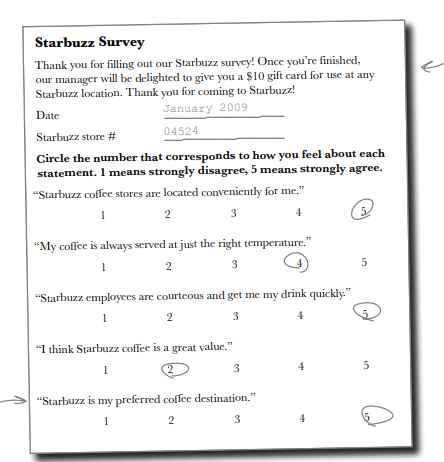 Starbuzz Survey
Thank you for filling out our Starbuzz survey! Once you're finished,
our manager will be delighted to give you a $10 gift card for use at any
Starbuzz location. Thank you for coming to Starbuzz!
Date January 2009
Starbuzz store # 04524
Circle the number that corresponds to how you feel about each
statement. 1 means strongly disagree, 5 means strongly agree.
“Starbuzz coffee stores are located conveniently for me.”
1 2 3 4 5
“My coffee is always served at just the right temperature.”
1 2 3 4 5
“Starbuzz employees are courteous and get me my drink quickly.”
1 2 3 4 5
“I think Starbuzz coffee is a great value.”
1 2 3 4 5
“Starbuzz is my preferred coffee destination.”
1 2 3 4 5